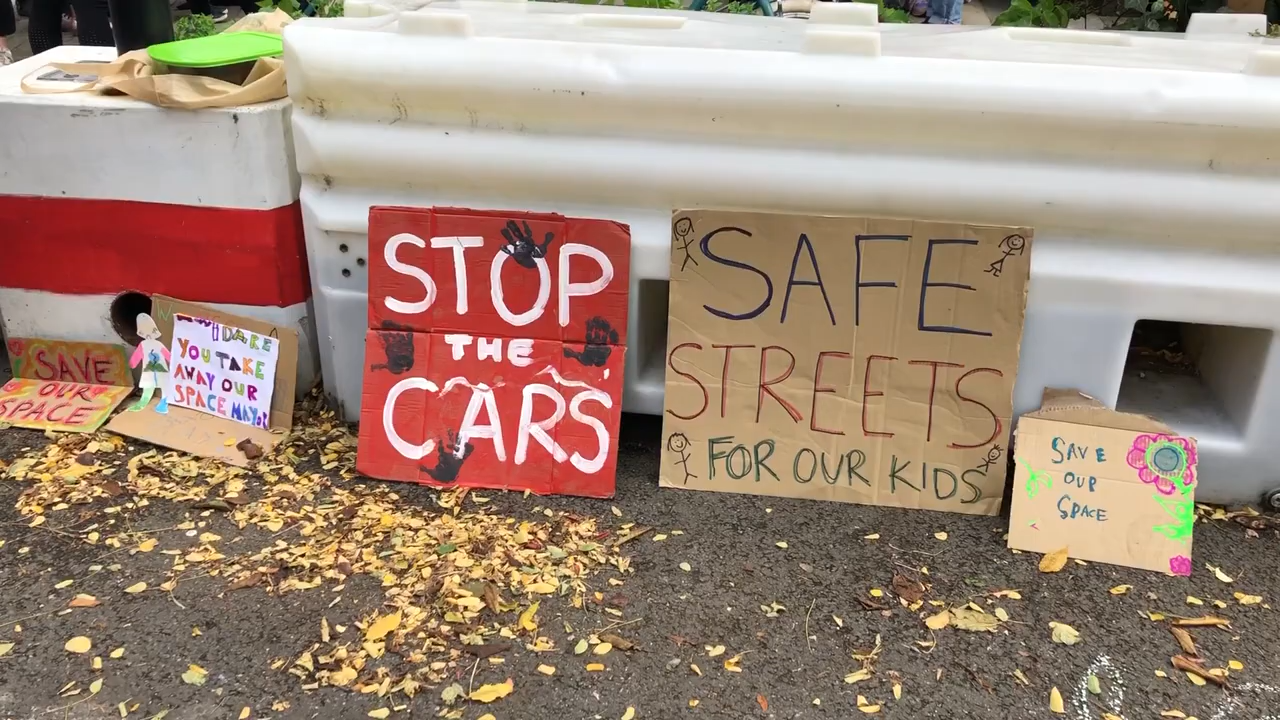 SAVE
OUR
SPACE
DARE
YOU TAKE
AWAY OUR
SPACE
STOP
THE
CARS
SAFE
STREETS
FOR OUR KIDS
SAVE
OUR
SPACE